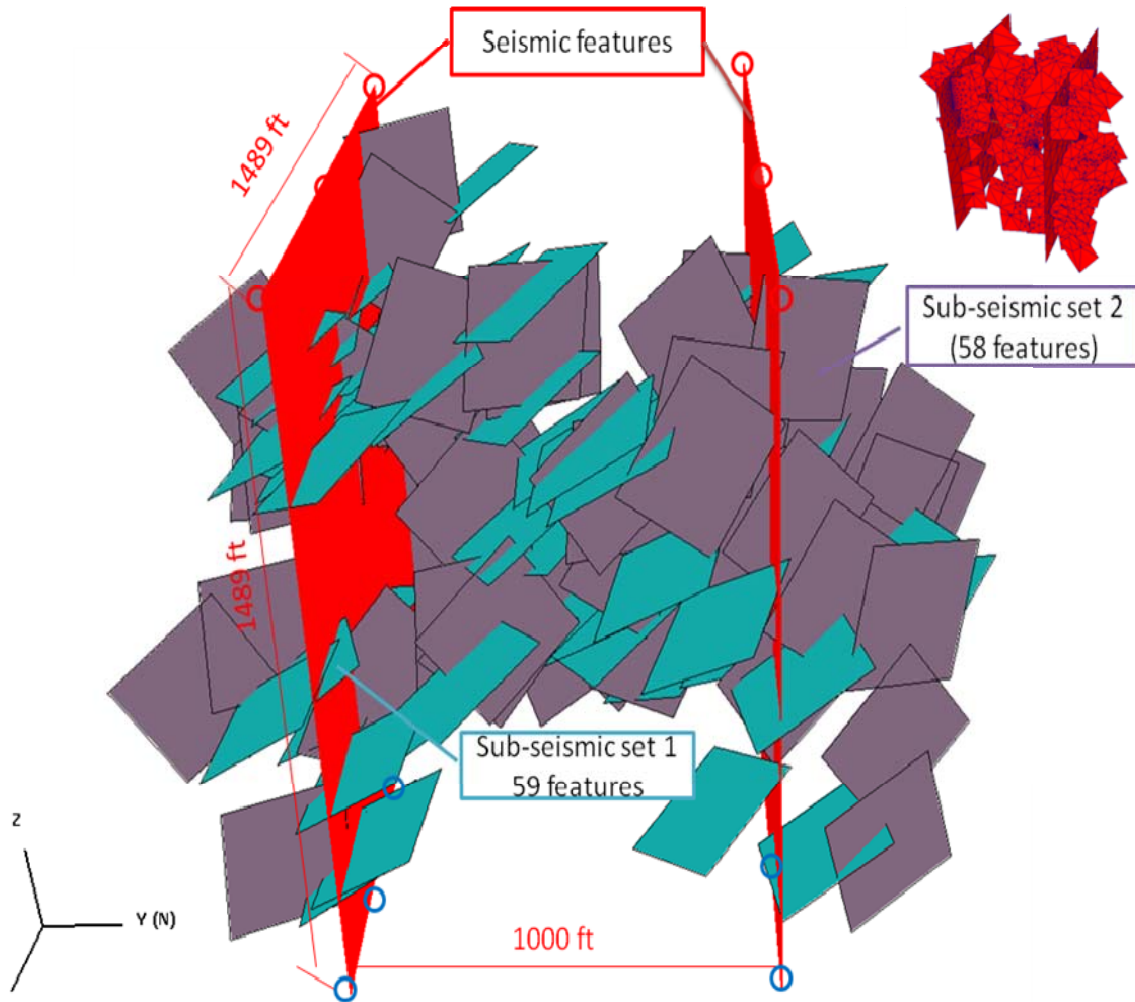 Seismic features
1489 ft
Sub-seismic set 2
(58 features)
1489 ft
Sub-seismic set 1
59 features
Z
Y (N)
1000 ft